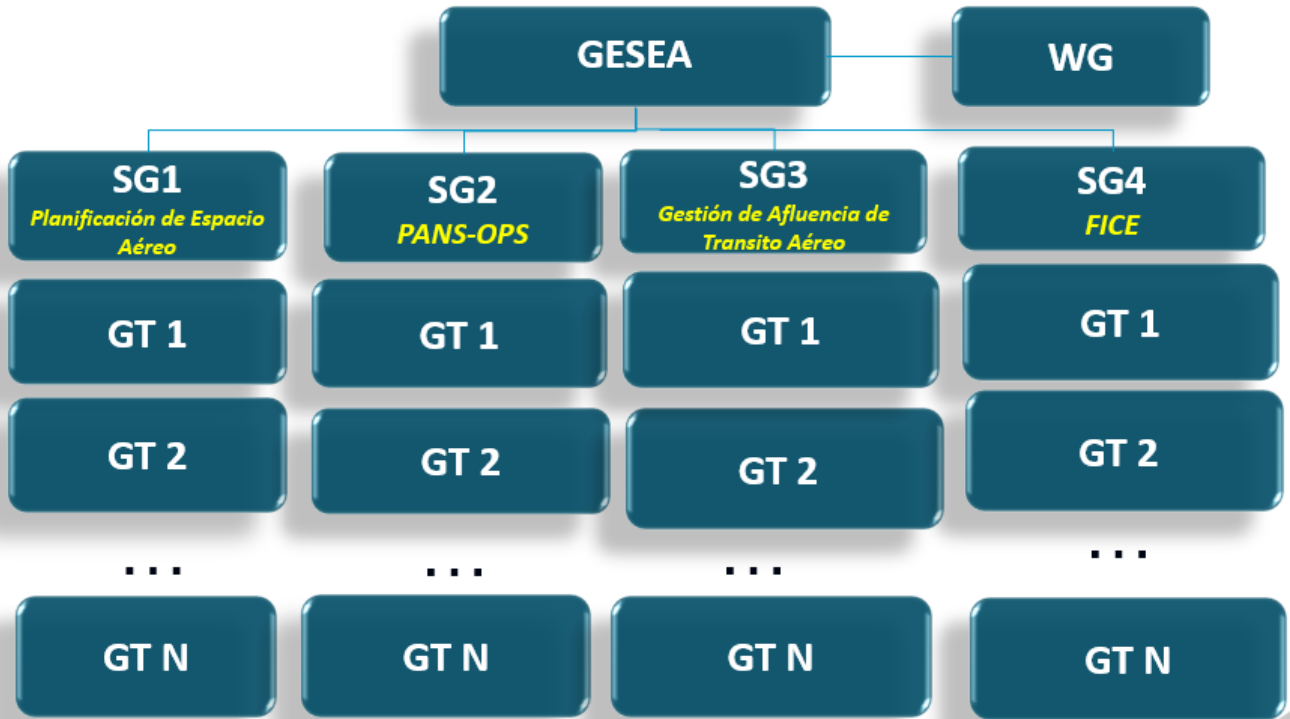 GESEA
WG
SG1
Planificación de Espacio
Aéreo
SG2
PANS-OPS
SG3
Gestión de Afluencia de
Transito Aéreo
SG4
FICE
GT 1
GT 1
GT 1
GT 1
GT 2
GT 2
GT 2
GT 2
...
...
...
...
GT N
GT N
GT N
GT N